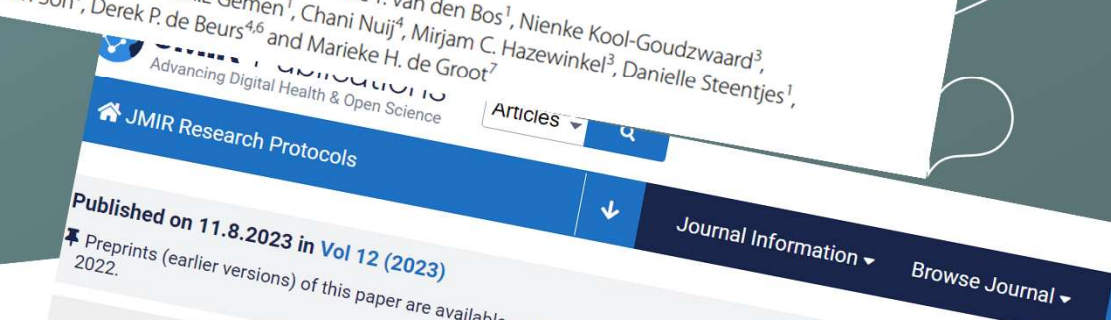 van den Bos¹, Nienke Kool-Goudzwaard³,
Gemen¹, Chani Nuij⁴, Mirjam C. Hazewinkel³, Danielle Steentjes¹,
Son¹, Derek P. de Beurs⁴,⁶ and Marieke H. de Groot⁷
Advancing Digital Health & Open Science
Articles
JMIR Research Protocols
Journal Information
Browse Journal
Published on 11.8.2023 in Vol 12 (2023)
Preprints (earlier versions) of this paper are available
2022.